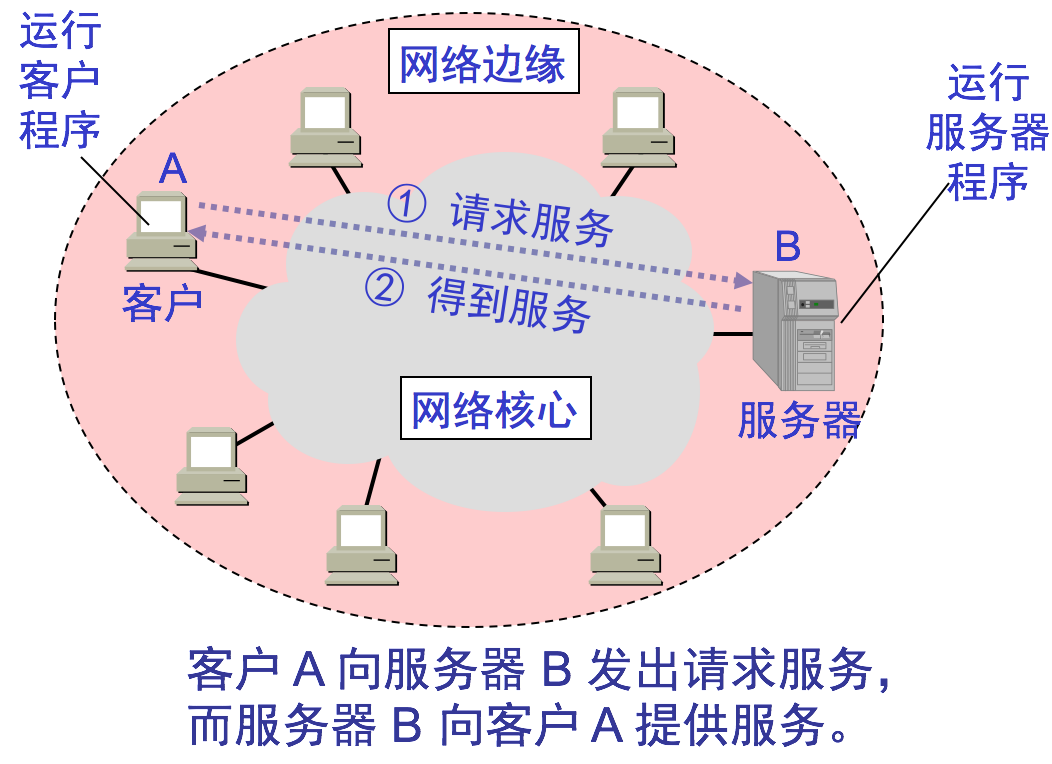 运行
客户
程序
网络边缘
运行
服务器
程序
A
① 请求服务
B
② 得到服务
客户
网络核心
服务器
客户 A 向服务器 B 发出请求服务，
而服务器 B 向客户 A 提供服务。